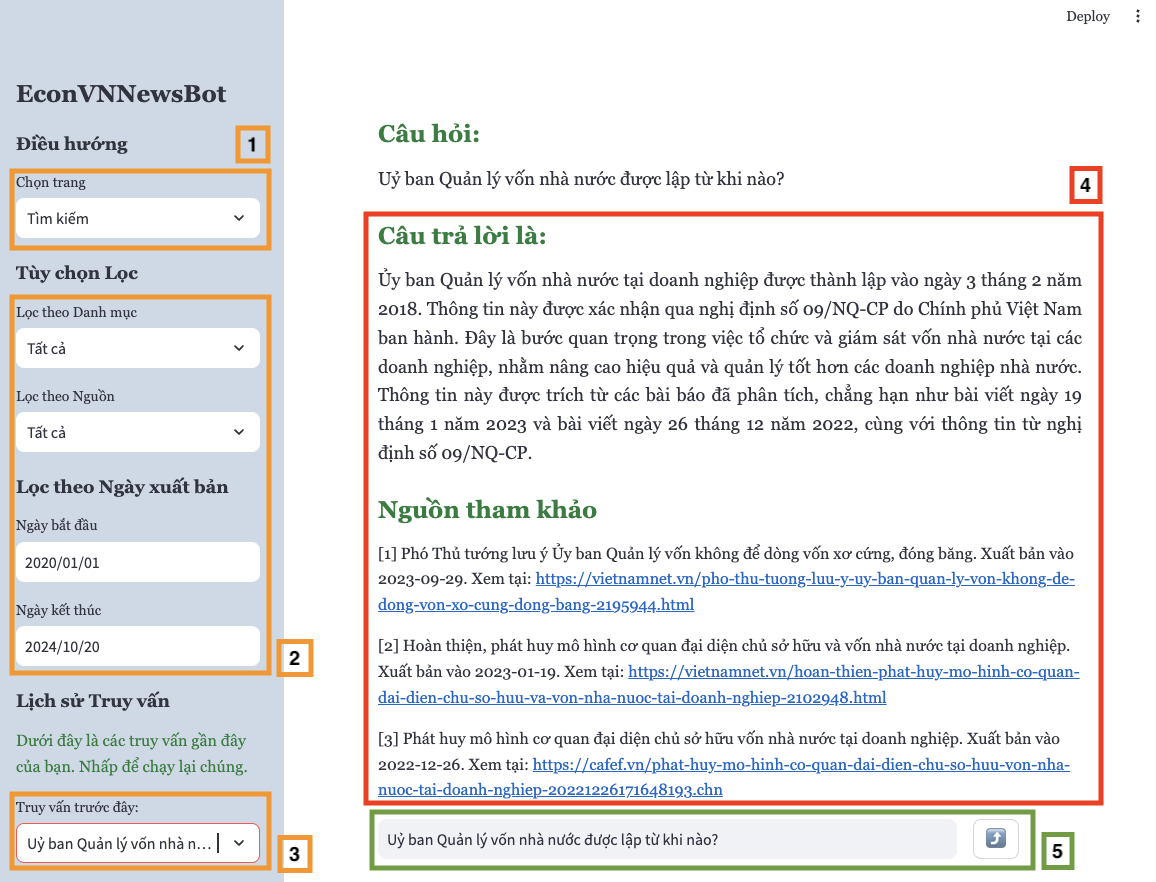 Deploy
EconVNNewsBot
Điều hướng
1
Chọn trang
Tìm kiếm
Tùy chọn Lọc
Lọc theo Danh mục
Tất cả
Lọc theo Nguồn
Tất cả
Lọc theo Ngày xuất bản
Ngày bắt đầu
2020/01/01
Ngày kết thúc
2024/10/20
2
Lịch sử Truy vấn
Dưới đây là các truy vấn gần đây
của bạn. Nhấp để chạy lại chúng.
Truy vấn trước đây:
Uỷ ban Quản lý vốn nhà n...
3
Câu hỏi:
Uỷ ban Quản lý vốn nhà nước được lập từ khi nào?
4
Câu trả lời là:
Ủy ban Quản lý vốn nhà nước tại doanh nghiệp được thành lập vào ngày 3 tháng 2 năm
2018. Thông tin này được xác nhận qua nghị định số 09/NQ-CP do Chính phủ Việt Nam
ban hành. Đây là bước quan trọng trong việc tổ chức và giám sát vốn nhà nước tại các
doanh nghiệp, nhằm nâng cao hiệu quả và quản lý tốt hơn các doanh nghiệp nhà nước.
Thông tin này được trích từ các bài báo đã phân tích, chẳng hạn như bài viết ngày 19
tháng 1 năm 2023 và bài viết ngày 26 tháng 12 năm 2022, cùng với thông tin từ nghị
định số 09/NQ-CP.
Nguồn tham khảo
[1] Phó Thủ tướng lưu ý Ủy ban Quản lý vốn không để dòng vốn xơ cứng, đóng băng. Xuất bản vào
2023-09-29. Xem tại: https://vietnamnet.vn/pho-thu-tuong-luu-y-uy-ban-quan-ly-von-khong-de-
dong-von-xo-cung-dong-bang-2195944.html
[2] Hoàn thiện, phát huy mô hình cơ quan đại diện chủ sở hữu và vốn nhà nước tại doanh nghiệp.
Xuất bản vào 2023-01-19. Xem tại: https://vietnamnet.vn/hoan-thien-phat-huy-mo-hinh-co-quan-
dai-dien-chu-so-huu-va-von-nha-nuoc-tai-doanh-nghiep-2102948.html
[3] Phát huy mô hình cơ quan đại diện chủ sở hữu vốn nhà nước tại doanh nghiệp. Xuất bản vào
2022-12-26. Xem tại: https://cafef.vn/phat-huy-mo-hinh-co-quan-dai-dien-chu-so-huu-von-nha-
nuoc-tai-doanh-nghiep-20221226171648193.chn
Uỷ ban Quản lý vốn nhà nước được lập từ khi nào?
5